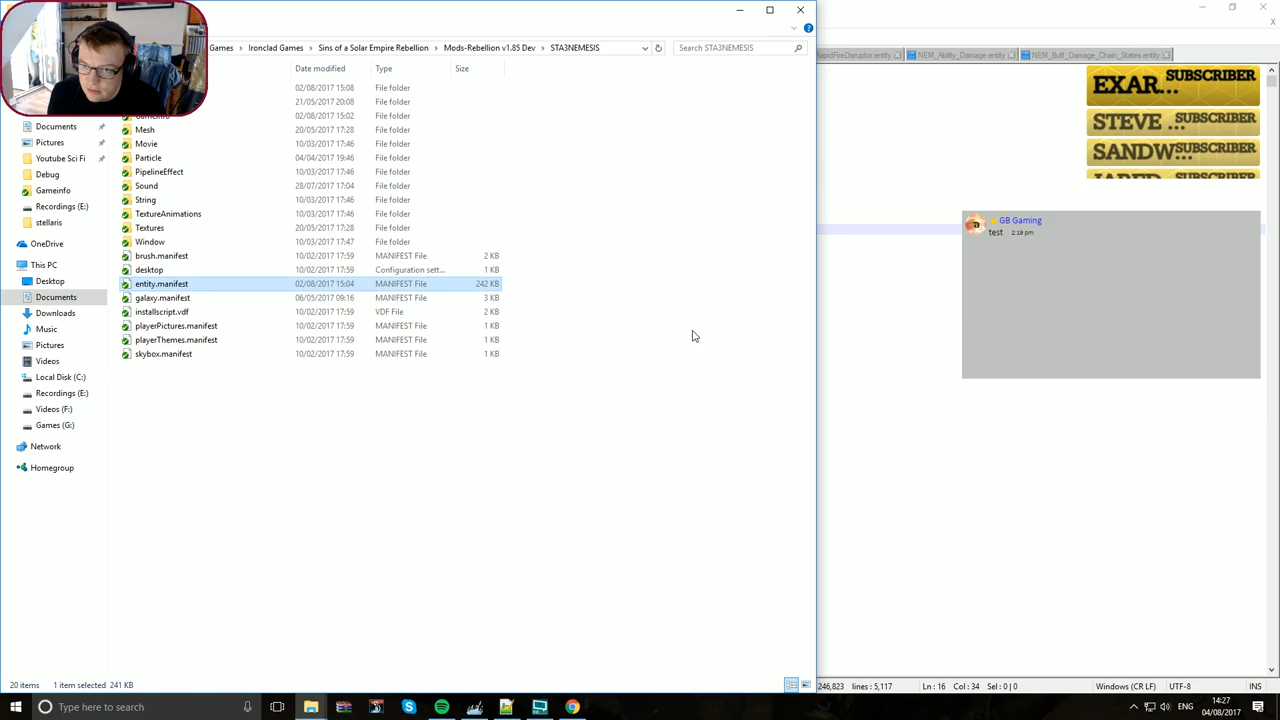 Games › Ironclad Games › Sins of a Solar Empire Rebellion › Mods-Rebellion v1.85 Dev › STA3NEMESIS
Search STA3NEMESIS
Date modified Type Size
02/08/2017 15:08 File folder
21/05/2017 20:08 File folder
02/08/2017 15:02 File folder
Mesh 20/05/2017 17:28 File folder
Movie 10/03/2017 17:46 File folder
Particle 04/04/2017 19:46 File folder
PipelineEffect 10/03/2017 17:46 File folder
Sound 28/07/2017 17:04 File folder
String 10/03/2017 17:46 File folder
TextureAnimations 10/03/2017 17:46 File folder
Textures 20/05/2017 17:28 File folder
Window 10/03/2017 17:47 File folder
brush.manifest 10/02/2017 17:59 MANIFEST File 2 KB
desktop 10/02/2017 17:59 Configuration sett... 1 KB
entity.manifest 02/08/2017 15:04 MANIFEST File 242 KB
galaxy.manifest 06/05/2017 09:16 MANIFEST File 3 KB
installscript.vdf 10/02/2017 17:59 VDF File 2 KB
playerPictures.manifest 10/02/2017 17:59 MANIFEST File 1 KB
playerThemes.manifest 10/02/2017 17:59 MANIFEST File 1 KB
skybox.manifest 10/02/2017 17:59 MANIFEST File 1 KB
Documents
Pictures
Youtube Sci Fi
Debug
Gameinfo
Recordings (E:)
stellaris
OneDrive
This PC
Desktop
Documents
Downloads
Music
Pictures
Videos
Local Disk (C:)
Recordings (E:)
Videos (F:)
Games (G:)
Network
Homegroup
20 items 1 item selected 241 KB
RapidFireDisruptor.entity NEM_Ability_Damage.entity NEM_Buff_Damage_Chain_States.entity
EXAR... SUBSCRIBER
STEVE ... SUBSCRIBER
SANDW... SUBSCRIBER
SUBSCRIBER
GB Gaming
test 2:19 pm
246,823 lines : 5,117 Ln : 16 Col : 34 Sel : 0 | 0 Windows (CR LF) UTF-8 INS
Type here to search
ENG
14:27
04/08/2017